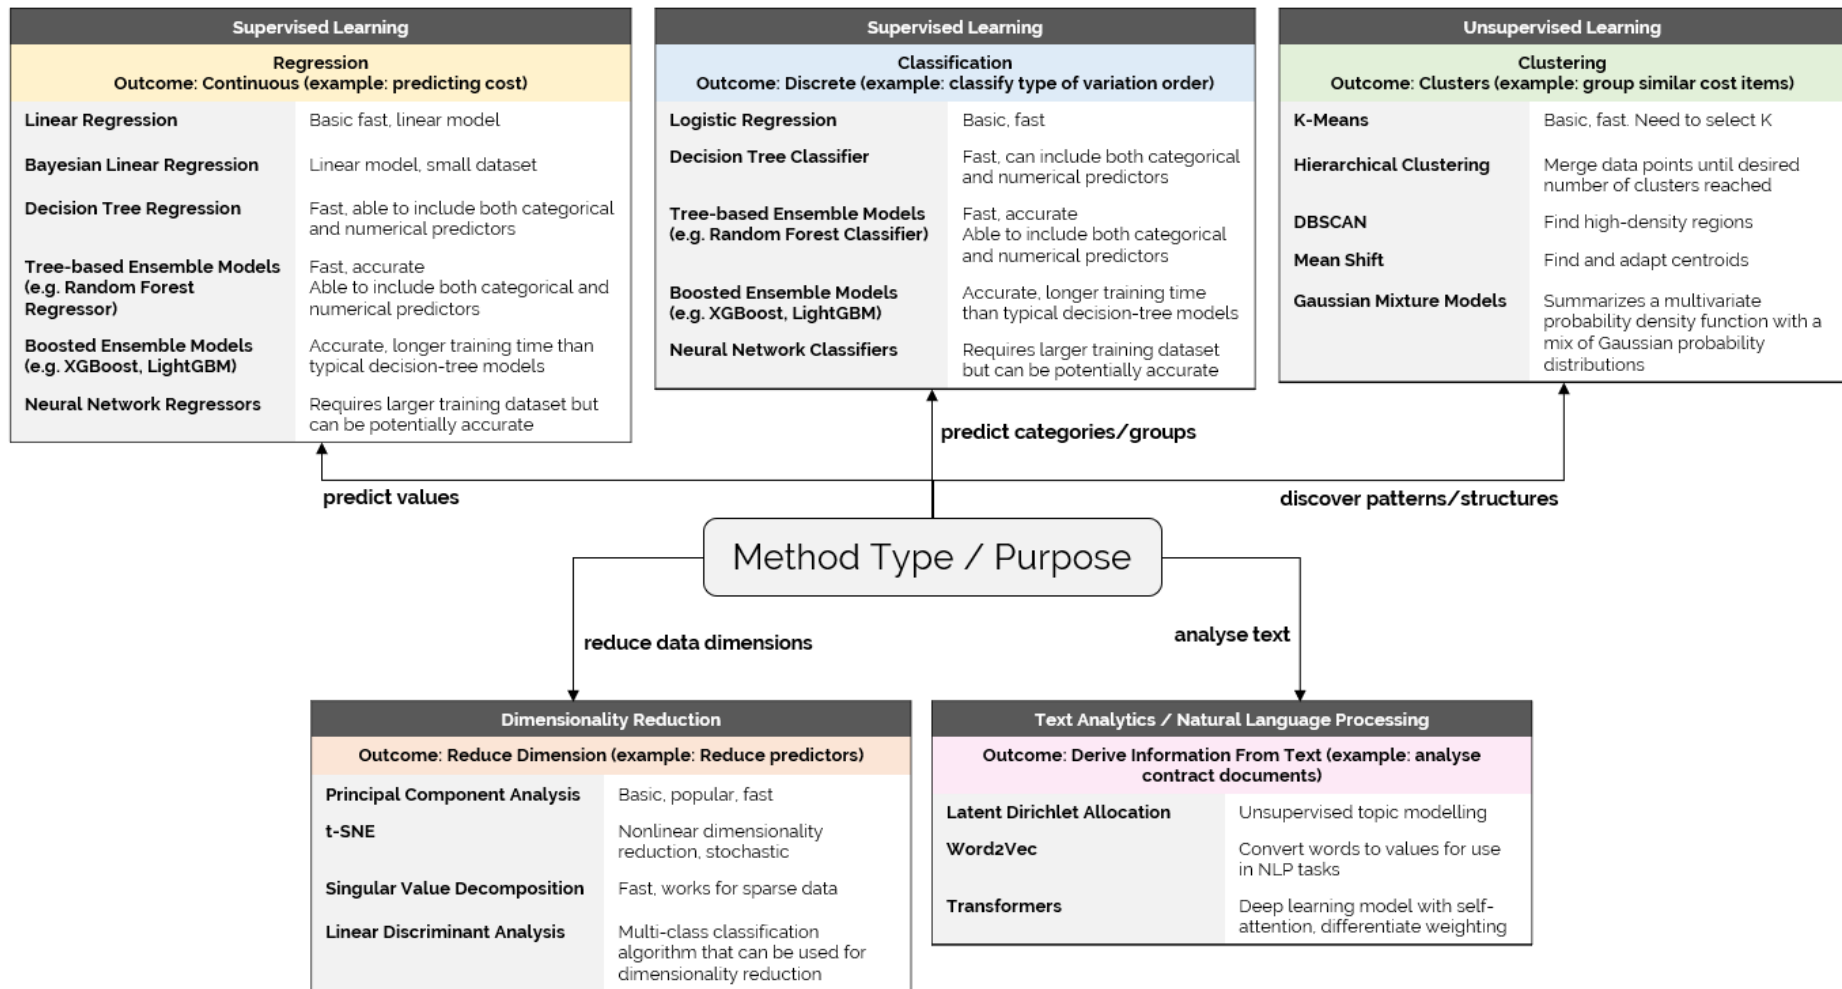 Supervised Learning
Regression
Outcome: Continuous (example: predicting cost)
Linear Regression
Basic fast, linear model
Bayesian Linear Regression
Linear model, small dataset
Decision Tree Regression
Fast, able to include both categorical
and numerical predictors
Tree-based Ensemble Models
(e.g. Random Forest
Regressor)
Fast, accurate
Able to include both categorical and
numerical predictors
Boosted Ensemble Models
(e.g. XGBoost, LightGBM)
Accurate, longer training time than
typical decision-tree models
Neural Network Regressors
Requires larger training dataset but
can be potentially accurate
Supervised Learning
Classification
Outcome: Discrete (example: classify type of variation order)
Logistic Regression
Basic, fast
Decision Tree Classifier
Fast, can include both categorical
and numerical predictors
Tree-based Ensemble Models
(e.g. Random Forest Classifier)
Fast, accurate
Able to include both categorical
and numerical predictors
Boosted Ensemble Models
(e.g. XGBoost, LightGBM)
Accurate, longer training time
than typical decision-tree models
Neural Network Classifiers
Requires larger training dataset
but can be potentially accurate
Unsupervised Learning
Clustering
Outcome: Clusters (example: group similar cost items)
K-Means
Basic, fast. Need to select K
Hierarchical Clustering
Merge data points until desired
number of clusters reached
DBSCAN
Find high-density regions
Mean Shift
Find and adapt centroids
Gaussian Mixture Models
Summarizes a multivariate
probability density function with a
mix of Gaussian probability
distributions
predict values
predict categories/groups
discover patterns/structures
Method Type / Purpose
reduce data dimensions
analyse text
Dimensionality Reduction
Outcome: Reduce Dimension (example: Reduce predictors)
Principal Component Analysis
Basic, popular, fast
t-SNE
Nonlinear dimensionality
reduction, stochastic
Singular Value Decomposition
Fast, works for sparse data
Linear Discriminant Analysis
Multi-class classification
algorithm that can be used for
dimensionality reduction
Text Analytics / Natural Language Processing
Outcome: Derive Information From Text (example: analyse
contract documents)
Latent Dirichlet Allocation
Unsupervised topic modelling
Word2Vec
Convert words to values for use
in NLP tasks
Transformers
Deep learning model with self-
attention, differentiate weighting